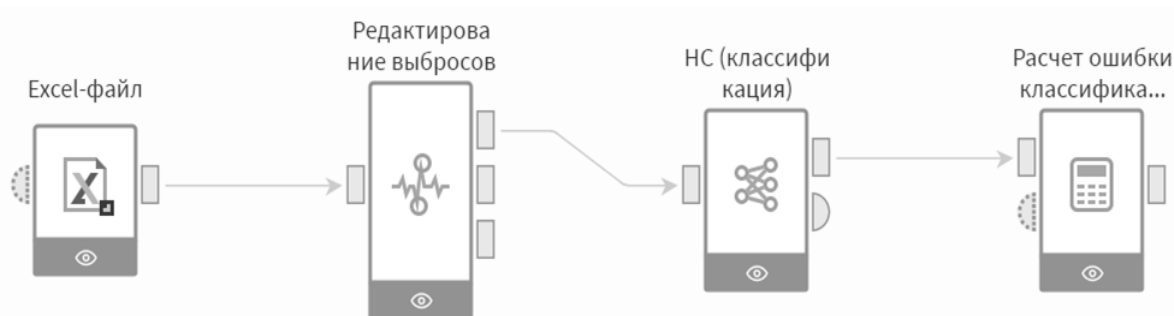 Excel-файл
Редактирова
ние выбросов
НС (классифи
кация)
Расчет ошибки
классифика...